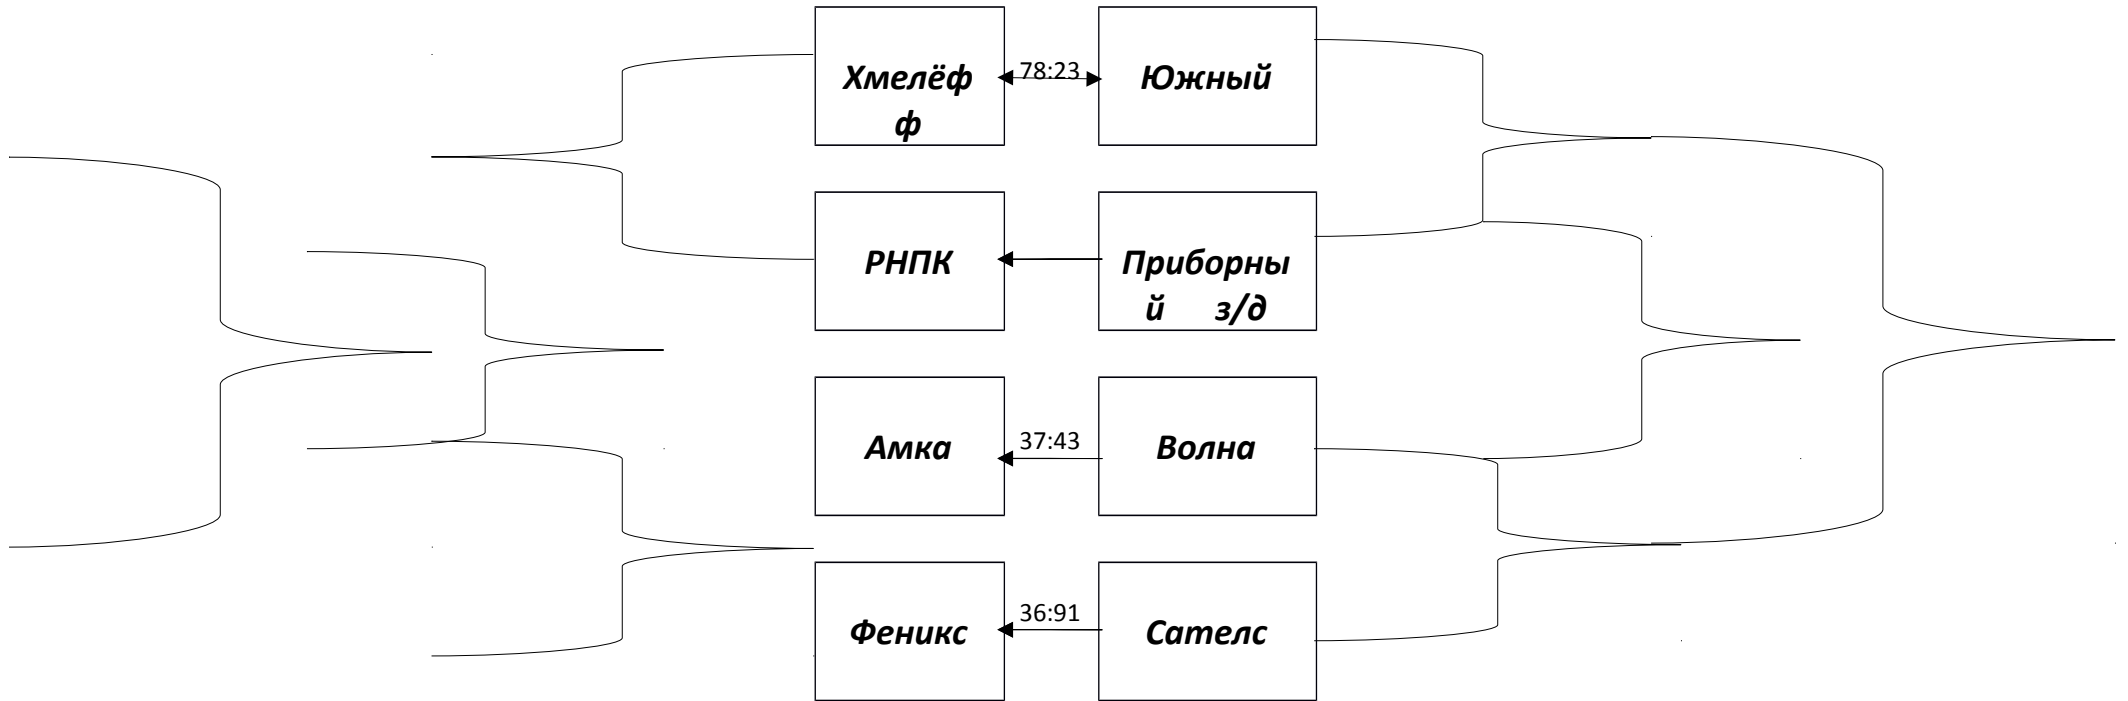 Хмелёф
ф
78:23
Южный
РНПК
Приборны
й з/д
Амка
37:43
Волна
Феникс
36:91
Сателс